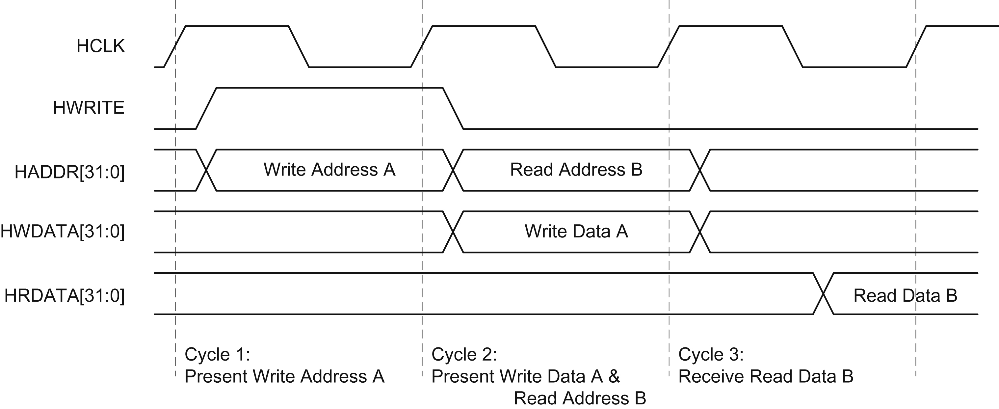 HCLK
HWRITE
HADDR[31:0]
Write Address A
Read Address B
HWDATA[31:0]
Write Data A
HRDATA[31:0]
Read Data B
Cycle 1:
Present Write Address A
Cycle 2:
Present Write Data A &
Read Address B
Cycle 3:
Receive Read Data B